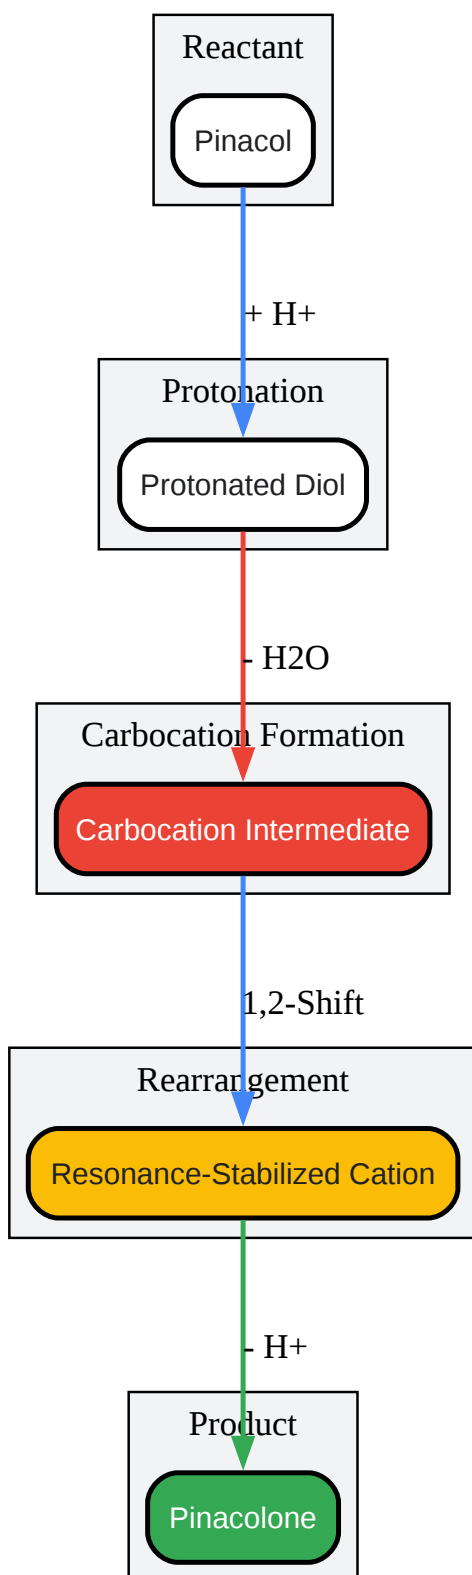 Reactant
Pinacol
+ H+
Protonation
Protonated Diol
- H2O
Carbocation Formation
Carbocation Intermediate
1,2-Shift
Rearrangement
Resonance-Stabilized Cation
- H+
Product
Pinacolone